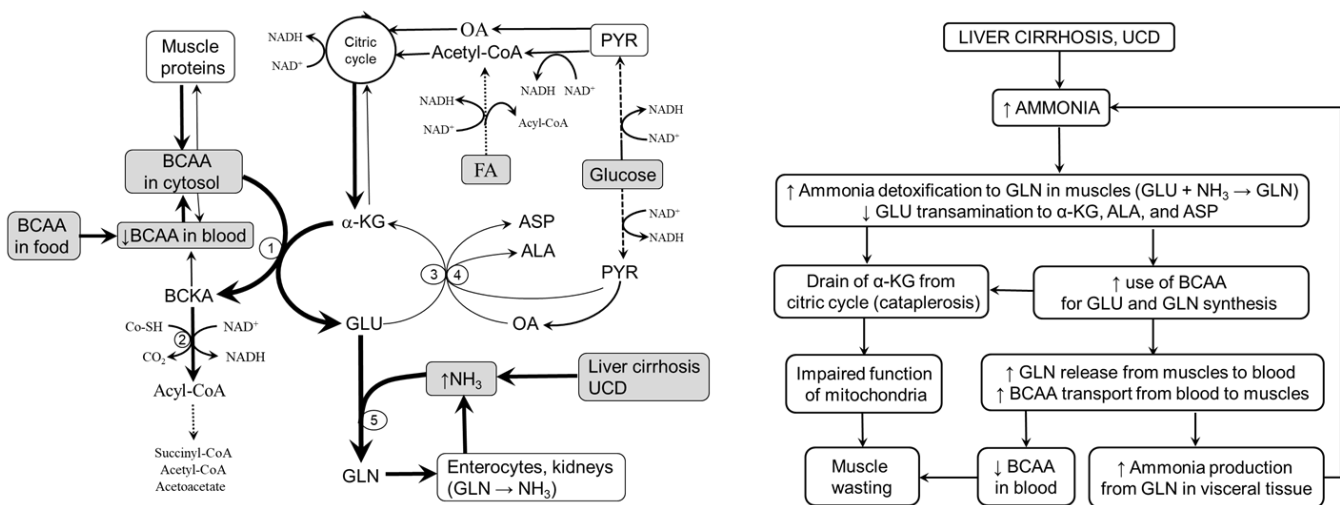 NADH
NAD⁺
Citric
cycle
OA
Acetyl-CoA
PYR
NADH
NAD⁺
NADH
NAD⁺
Acyl-CoA
FA
NADH
NAD⁺
Glucose
NAD⁺
NADH
PYR
Muscle
proteins
BCAA
in cytosol
BCAA
in food
↓BCAA in blood
1
α-KG
ASP
ALA
3
4
BCKA
GLU
OA
Co-SH
NAD⁺
2
CO₂
NADH
Acyl-CoA
Succinyl-CoA
Acetyl-CoA
Acetoacetate
↑NH₃
Liver cirrhosis
UCD
5
GLN
Enterocytes, kidneys
(GLN → NH₃)
LIVER CIRRHOSIS, UCD
↑ AMMONIA
↑ Ammonia detoxification to GLN in muscles (GLU + NH₃ → GLN)
↓ GLU transamination to α-KG, ALA, and ASP
Drain of α-KG from
citric cycle (cataplerosis)
↑ use of BCAA
for GLU and GLN synthesis
Impaired function
of mitochondria
↑ GLN release from muscles to blood
↑ BCAA transport from blood to muscles
Muscle
wasting
↓ BCAA
in blood
↑ Ammonia production
from GLN in visceral tissue